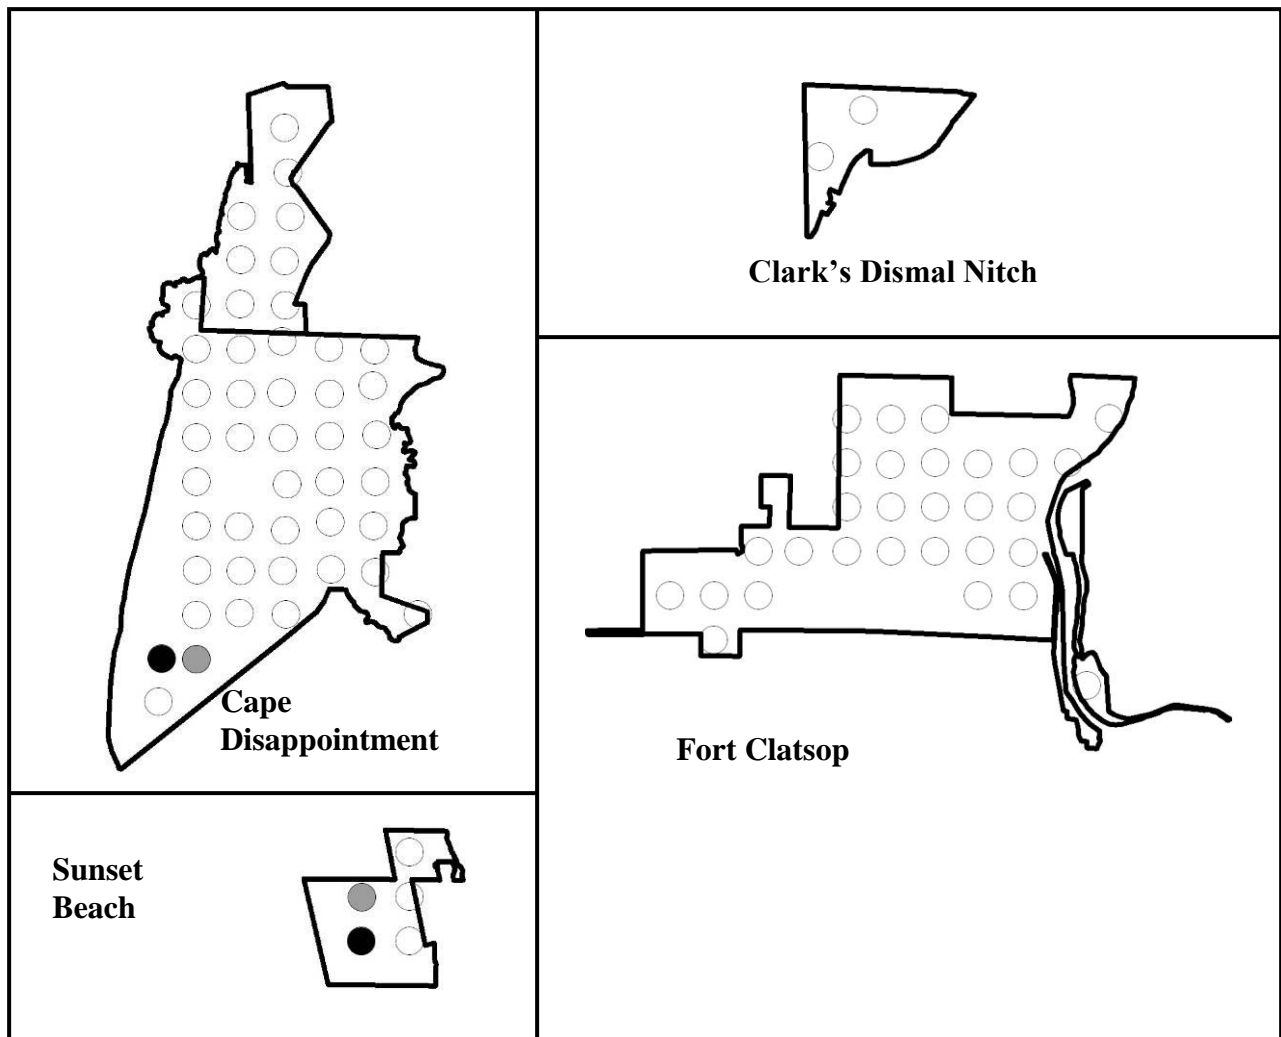 Clark’s Dismal Nitch
Cape
Disappointment
Fort Clatsop
Sunset
Beach